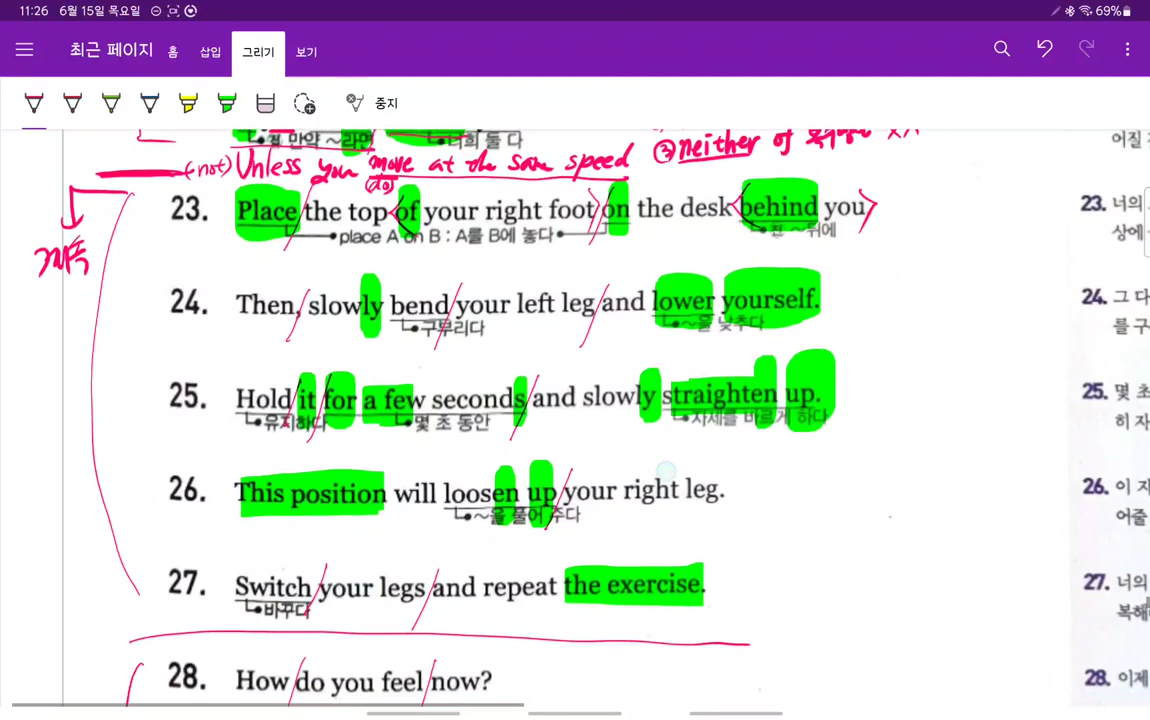 11:26 6월 15일 목요일 69%
최근 페이지 홈 삽입 그리기 보기
중지
전 만약 ~라면 너희 둘 다
(not) Unless you move at the same speed ③ neither of
(do)
어질
23. Place the top of your right foot on the desk behind you
place A on B : A를 B에 놓다 전 ~뒤에
24. Then, slowly bend your left leg and lower yourself.
구부리다 ~을 낮추다
25. Hold it for a few seconds and slowly straighten up.
유지하다 몇 초 동안 자세를 바르게 하다
26. This position will loosen up your right leg.
~을 풀어 주다
27. Switch your legs and repeat the exercise.
바꾸다
28. How do you feel now?
23. 너의
상에
24. 그 다
를 구
25. 몇 초
히 자
26. 이 자
어줄
27. 너의
복해
28. 이제